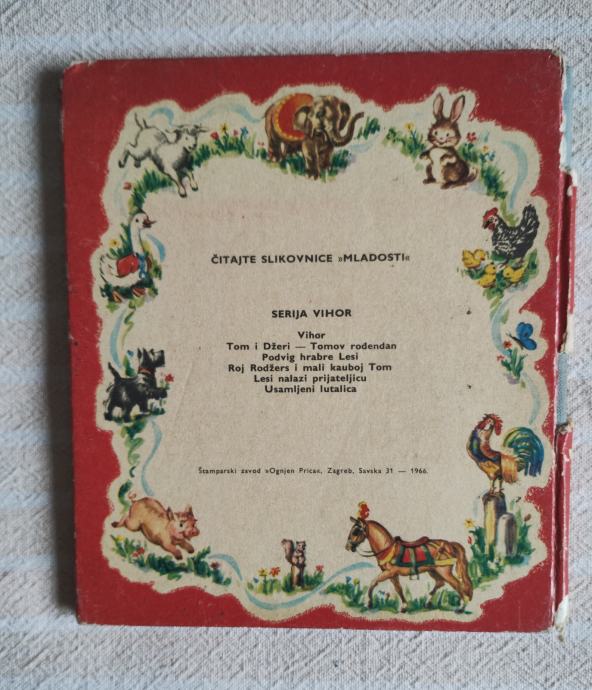 ČITAJTE SLIKOVNICE »MLADOSTI«
SERIJA VIHOR
Vihor
Tom i Džeri — Tomov rođendan
Podvig hrabre Lesi
Roj Rodžers i mali kauboj Tom
Lesi nalazi prijateljicu
Usamljeni lutalica
Štamparski zavod »Ognjen Prica«, Zagreb, Savska 31 — 1966.